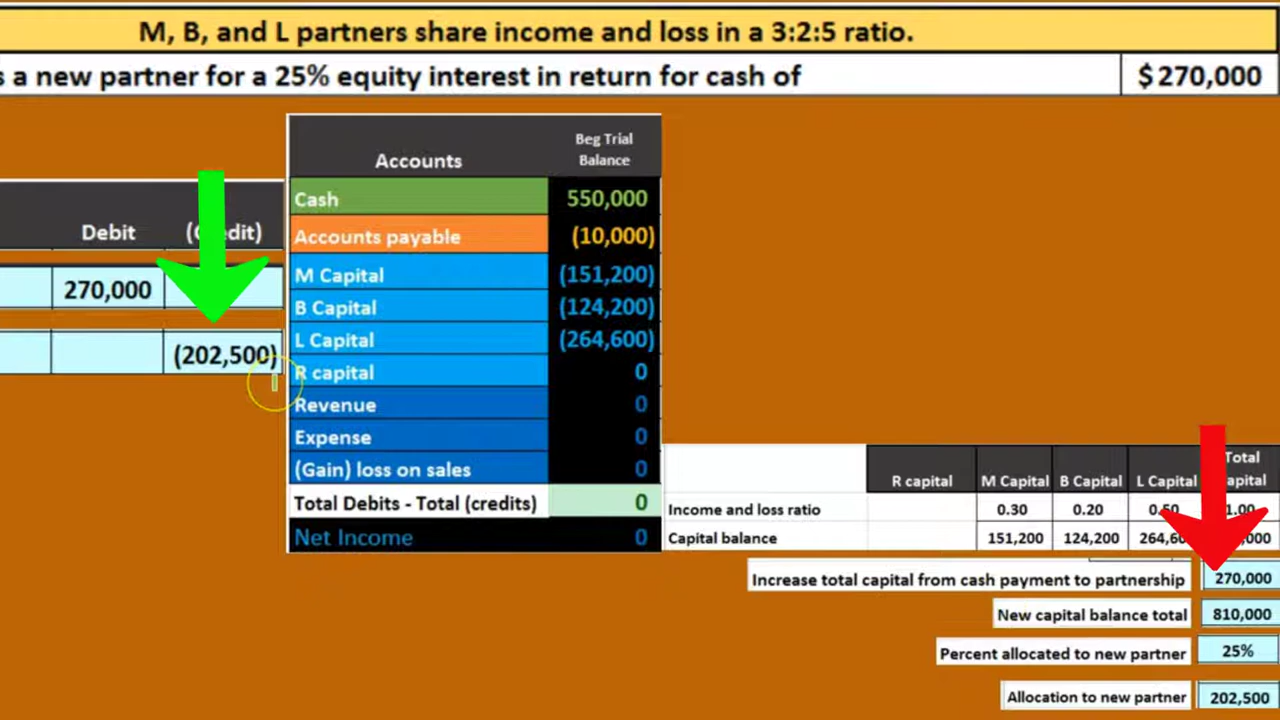 M, B, and L partners share income and loss in a 3:2:5 ratio.
a new partner for a 25% equity interest in return for cash of $270,000
Debit
270,000
(202,500)
Accounts Beg Trial Balance
Cash 550,000
Accounts payable (10,000)
M Capital (151,200)
B Capital (124,200)
L Capital (264,600)
R capital 0
Revenue 0
Expense 0
(Gain) loss on sales 0
Total Debits - Total (credits) 0
Net Income 0
R capital M Capital B Capital L Capital Total
Income and loss ratio 0.30 0.20
Capital balance 151,200 124,200
Increase total capital from cash payment to partnership 270,000
New capital balance total 810,000
Percent allocated to new partner 25%
Allocation to new partner 202,500